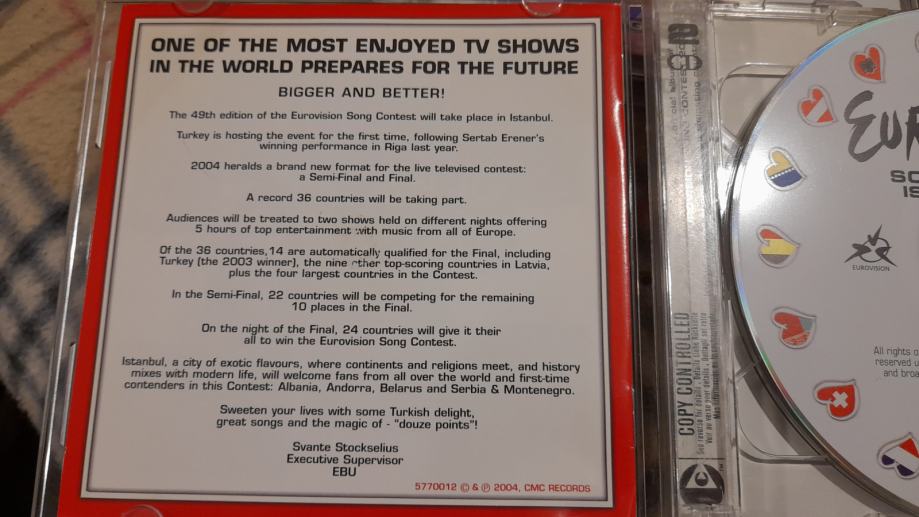 ONE OF THE MOST ENJOYED TV SHOWS
IN THE WORLD PREPARES FOR THE FUTURE
BIGGER AND BETTER!
The 49th edition of the Eurovision Song Contest will take place in Istanbul.
Turkey is hosting the event for the first time, following Sertab Erener's
winning performance in Riga last year.
2004 heralds a brand new format for the live televised contest:
a Semi-Final and Final.
A record 36 countries will be taking part.
Audiences will be treated to two shows held on different nights offering
5 hours of top entertainment with music from all of Europe.
Of the 36 countries,14 are automatically qualified for the Final, including
Turkey (the 2003 winner), the nine other top-scoring countries in Latvia,
plus the four largest countries in the Contest.
In the Semi-Final, 22 countries will be competing for the remaining
10 places in the Final.
On the night of the Final, 24 countries will give it their
all to win the Eurovision Song Contest.
Istanbul, a city of exotic flavours, where continents and religions meet, and history
mixes with modern life, will welcome fans from all over the world and first-time
contenders in this Contest: Albania, Andorra, Belarus and Serbia & Montenegro.
Sweeten your lives with some Turkish delight,
great songs and the magic of - "douze points"!
Svante Stockselius
Executive Supervisor
EBU
5770012 © & ℗ 2004, CMC RECORDS
2
CD
COPY CONTROLLED
EUR
SO
IS
EUROVISION
All rights o
reserved u
and broa